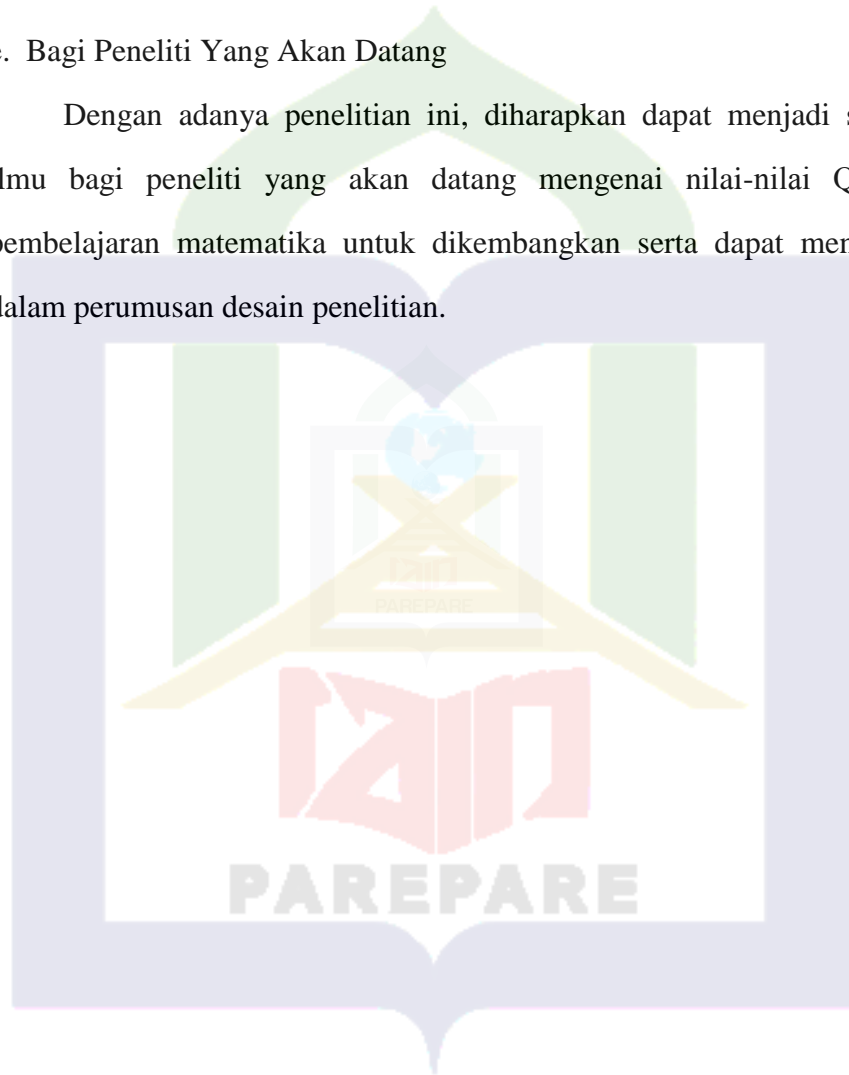 e. Bagi Peneliti Yang Akan Datang
Dengan adanya penelitian ini, diharapkan dapat menjadi
ilmu bagi peneliti yang akan datang mengenai nilai-nilai
pembelajaran matematika untuk dikembangkan serta dapat
dalam perumusan desain penelitian.
PAREPARE
PAREPARE